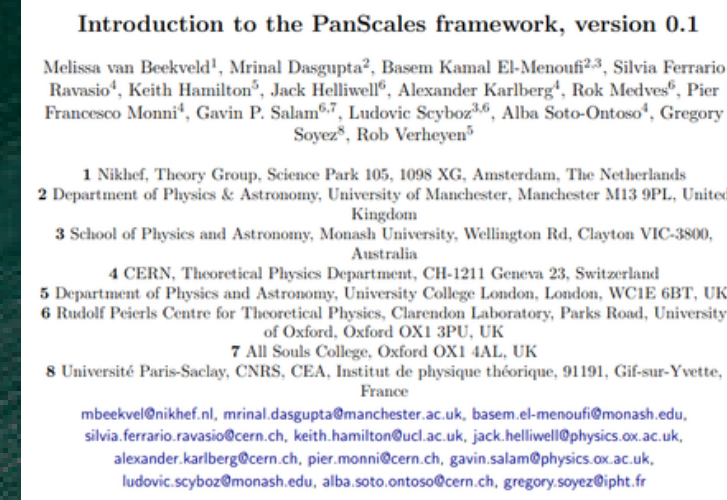 Introduction to the PanScales framework, version 0.1
Melissa van Beekveld1, Mrinal Dasgupta2, Basem Kamal El-Menoufi2,3, Silvia Ferrario
Ravasio4, Keith Hamilton5, Jack Helliwell6, Alexander Karlberg4, Rok Medves6, Pier
Francesco Monni4, Gavin P. Salam6,7, Ludovic Scyboz3,6, Alba Soto-Ontoso4, Gregory
Soyez8, Rob Verheyen5
1 Nikhef, Theory Group, Science Park 105, 1098 XG, Amsterdam, The Netherlands
2 Department of Physics & Astronomy, University of Manchester, Manchester M13 9PL, United
Kingdom
3 School of Physics and Astronomy, Monash University, Wellington Rd, Clayton VIC-3800,
Australia
4 CERN, Theoretical Physics Department, CH-1211 Geneva 23, Switzerland
5 Department of Physics and Astronomy, University College London, London, WC1E 6BT, UK
6 Rudolf Peierls Centre for Theoretical Physics, Clarendon Laboratory, Parks Road, University
of Oxford, Oxford OX1 3PU, UK
7 All Souls College, Oxford OX1 4AL, UK
8 Université Paris-Saclay, CNRS, CEA, Institut de physique théorique, 91191, Gif-sur-Yvette,
France
mbeekvel@nikhef.nl, mrinal.dasgupta@manchester.ac.uk, basem.el-menoufi@monash.edu,
silvia.ferrario.ravasio@cern.ch, keith.hamilton@ucl.ac.uk, jack.helliwell@physics.ox.ac.uk,
alexander.karlberg@cern.ch, pier.monni@cern.ch, gavin.salam@physics.ox.ac.uk,
ludovic.scyboz@monash.edu, alba.soto.ontoso@cern.ch, gregory.soyez@ipht.fr